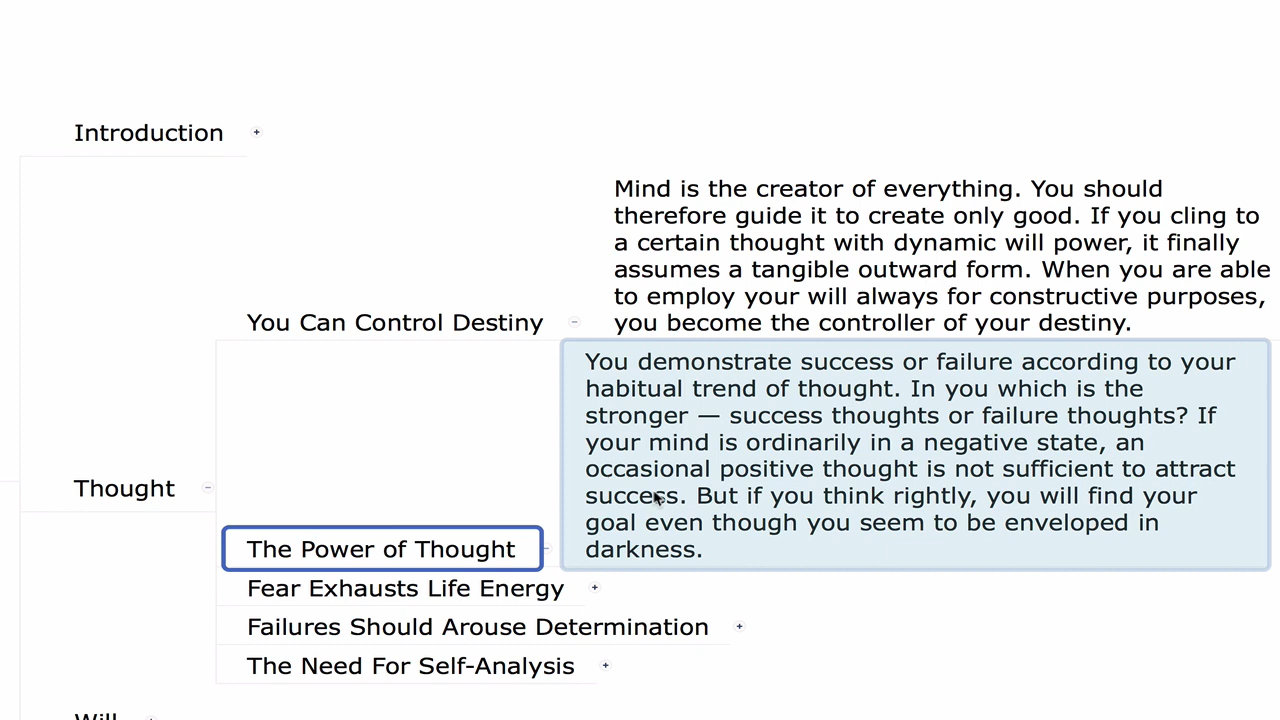 Introduction
Mind is the creator of everything. You should
therefore guide it to create only good. If you cling to
a certain thought with dynamic will power, it finally
assumes a tangible outward form. When you are able
to employ your will always for constructive purposes,
you become the controller of your destiny.
You Can Control Destiny
You demonstrate success or failure according to your
habitual trend of thought. In you which is the
stronger — success thoughts or failure thoughts? If
your mind is ordinarily in a negative state, an
occasional positive thought is not sufficient to attract
success. But if you think rightly, you will find your
goal even though you seem to be enveloped in
darkness.
Thought
The Power of Thought
Fear Exhausts Life Energy
Failures Should Arouse Determination
The Need For Self-Analysis
Will